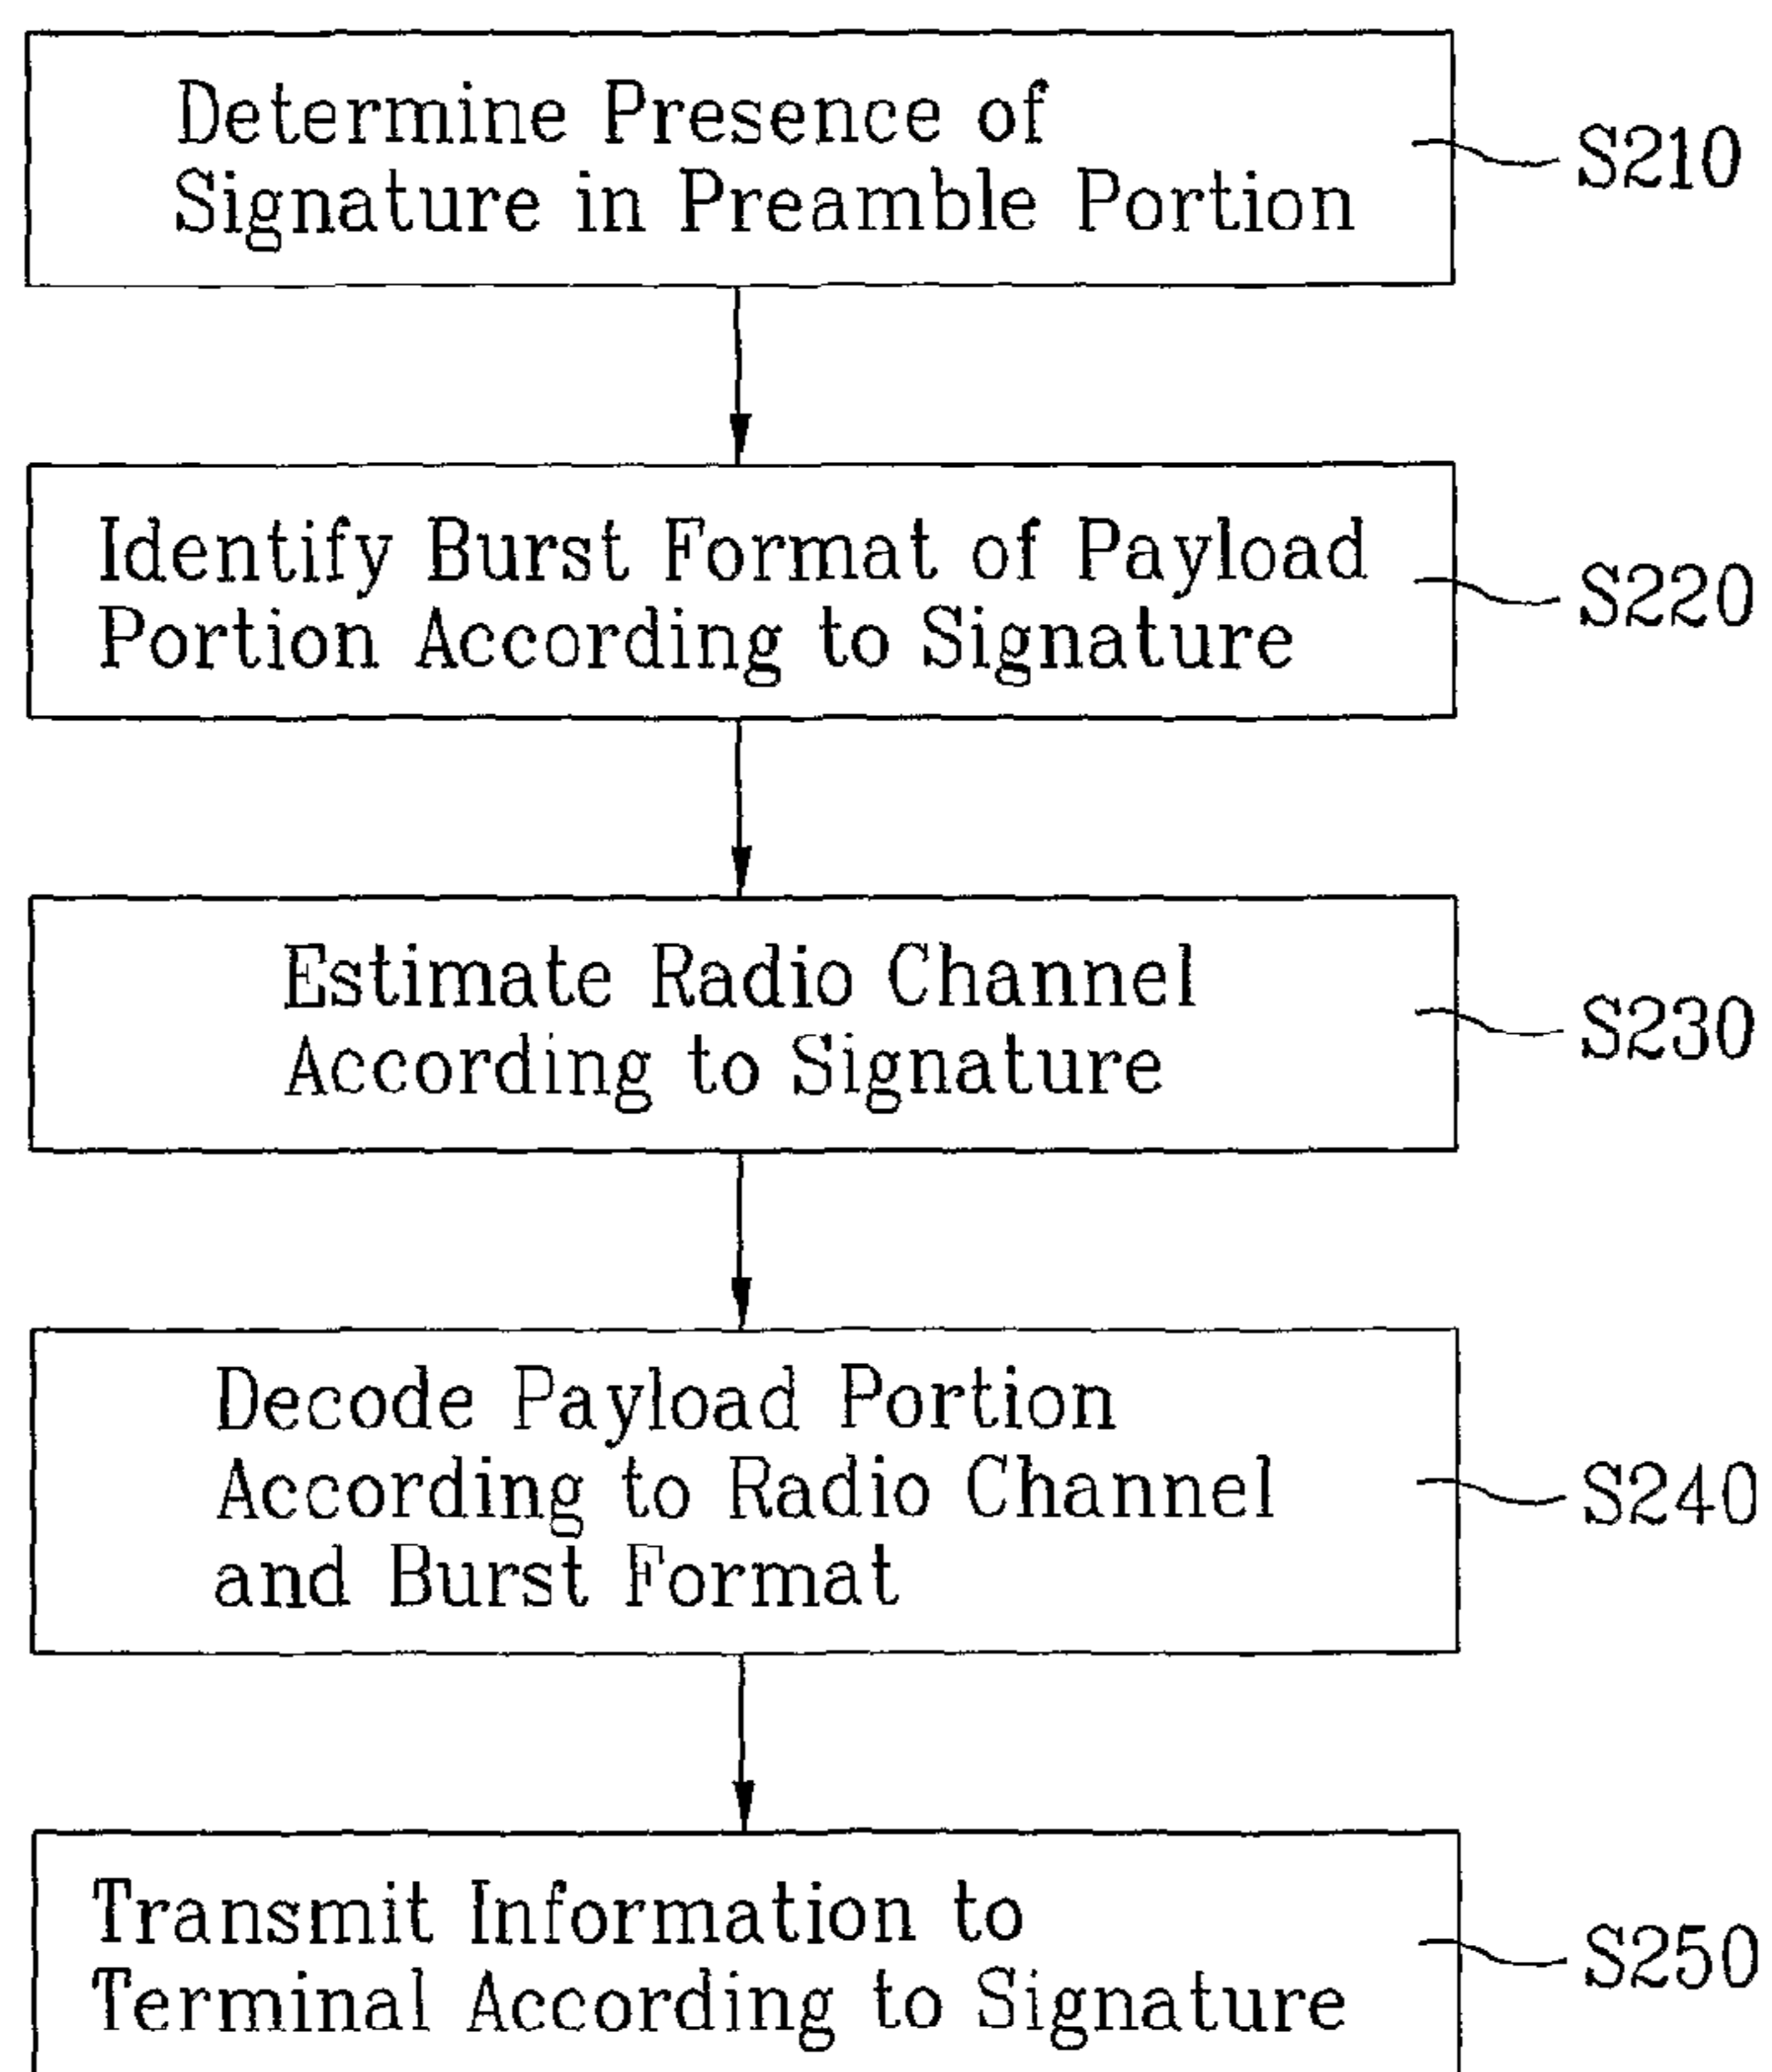 Determine Presence of
Signature in Preamble Portion
S210
Identify Burst Format of Payload
Portion According to Signature
S220
Estimate Radio Channel
According to Signature
S230
Decode Payload Portion
According to Radio Channel
and Burst Format
S240
Transmit Information to
Terminal According to Signature
S250